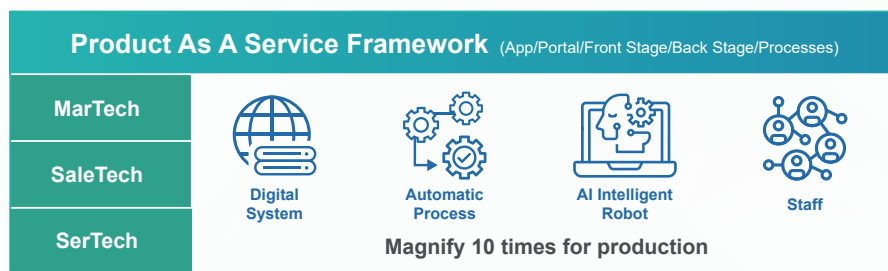 Product As A Service Framework (App/Portal/Front Stage/Back Stage/Processes)
MarTech
SaleTech
SerTech
Digital
System
Automatic
Process
AI Intelligent
Robot
Staff
Magnify 10 times for production